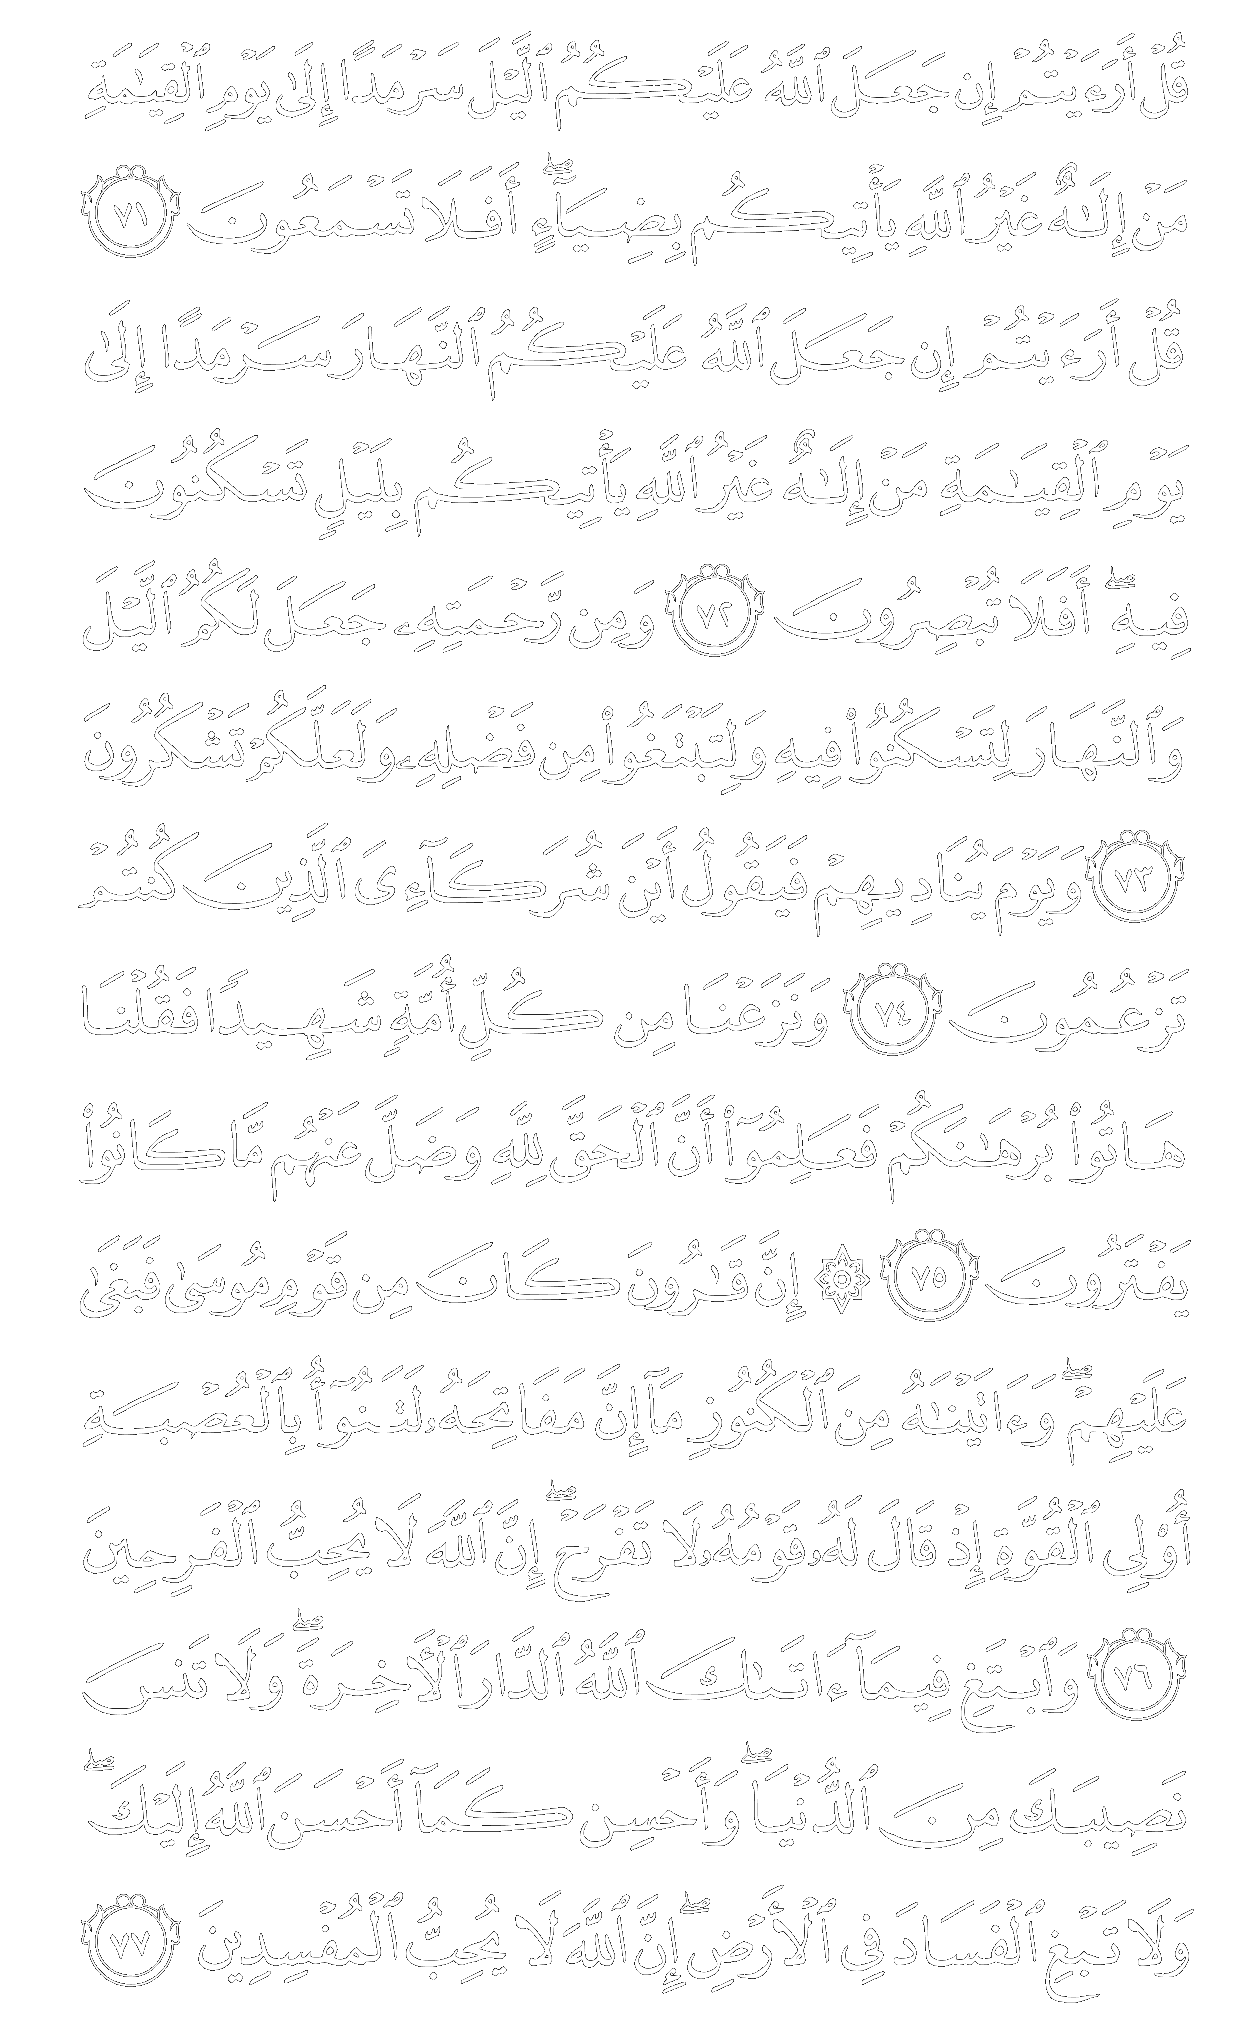 قُلْ أَرَءَيْتُمْ إِن جَعَلَ ٱللَّهُ عَلَيْكُمُ ٱلَّيْلَ سَرْمَدًا إِلَىٰ يَوْمِ ٱلْقِيَٰمَةِ
مَنْ إِلَٰهٌ غَيْرُ ٱللَّهِ يَأْتِيكُم بِضِيَآءٍ ۖ أَفَلَا تَسْمَعُونَ ٧١
قُلْ أَرَءَيْتُمْ إِن جَعَلَ ٱللَّهُ عَلَيْكُمُ ٱلنَّهَارَ سَرْمَدًا إِلَىٰ
يَوْمِ ٱلْقِيَٰمَةِ مَنْ إِلَٰهٌ غَيْرُ ٱللَّهِ يَأْتِيكُم بِلَيْلٍ تَسْكُنُونَ
فِيهِ ۖ أَفَلَا تُبْصِرُونَ ٧٢ وَمِن رَّحْمَتِهِۦ جَعَلَ لَكُمُ ٱلَّيْلَ
وَٱلنَّهَارَ لِتَسْكُنُوا۟ فِيهِ وَلِتَبْتَغُوا۟ مِن فَضْلِهِۦ وَلَعَلَّكُمْ تَشْكُرُونَ
٧٣ وَيَوْمَ يُنَادِيهِمْ فَيَقُولُ أَيْنَ شُرَكَآءِىَ ٱلَّذِينَ كُنتُمْ
تَزْعُمُونَ ٧٤ وَنَزَعْنَا مِن كُلِّ أُمَّةٍ شَهِيدًا فَقُلْنَا
هَاتُوا۟ بُرْهَٰنَكُمْ فَعَلِمُوٓا۟ أَنَّ ٱلْحَقَّ لِلَّهِ وَضَلَّ عَنْهُم مَّا كَانُوا۟
يَفْتَرُونَ ٧٥ ۞ إِنَّ قَٰرُونَ كَانَ مِن قَوْمِ مُوسَىٰ فَبَغَىٰ
عَلَيْهِمْ ۖ وَءَاتَيْنَٰهُ مِنَ ٱلْكُنُوزِ مَآ إِنَّ مَفَاتِحَهُۥ لَتَنُوٓأُ بِٱلْعُصْبَةِ
أُو۟لِى ٱلْقُوَّةِ إِذْ قَالَ لَهُۥ قَوْمُهُۥ لَا تَفْرَحْ ۖ إِنَّ ٱللَّهَ لَا يُحِبُّ ٱلْفَرِحِينَ
٧٦ وَٱبْتَغِ فِيمَآ ءَاتَىٰكَ ٱللَّهُ ٱلدَّارَ ٱلْـَٔاخِرَةَ ۖ وَلَا تَنسَ
نَصِيبَكَ مِنَ ٱلدُّنْيَا ۖ وَأَحْسِن كَمَآ أَحْسَنَ ٱللَّهُ إِلَيْكَ ۖ
وَلَا تَبْغِ ٱلْفَسَادَ فِى ٱلْأَرْضِ ۖ إِنَّ ٱللَّهَ لَا يُحِبُّ ٱلْمُفْسِدِينَ ٧٧